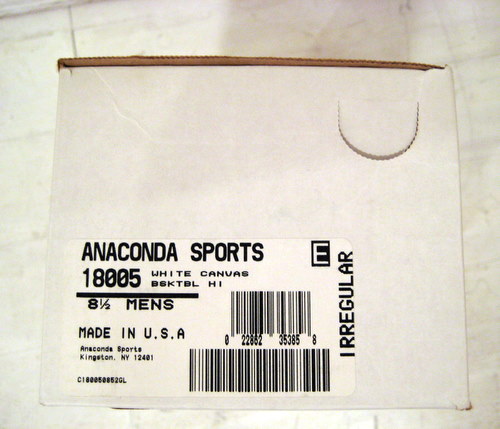 ANACONDA SPORTS
E
18005 WHITE CANVAS
BSKTBL HI
8½ MENS
MADE IN U.S.A
Anaconda Sports
Kingston, NY 12401
C180050852GL
0 22862 35385 8
IRREGULAR